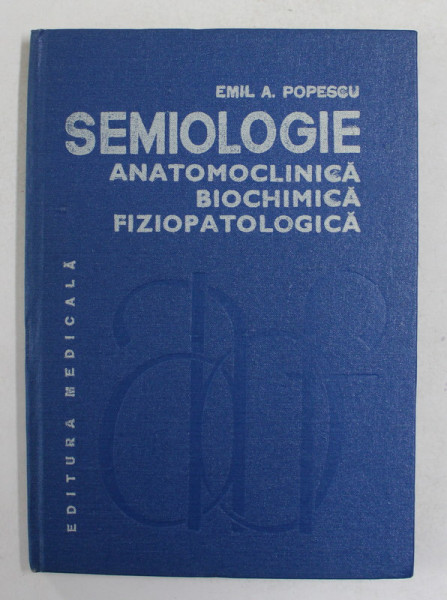 EMIL A. POPESCU
SEMIOLOGIE
ANATOMOCLINICĂ
BIOCHIMICĂ
FIZIOPATOLOGICĂ
EDITURA MEDICALĂ